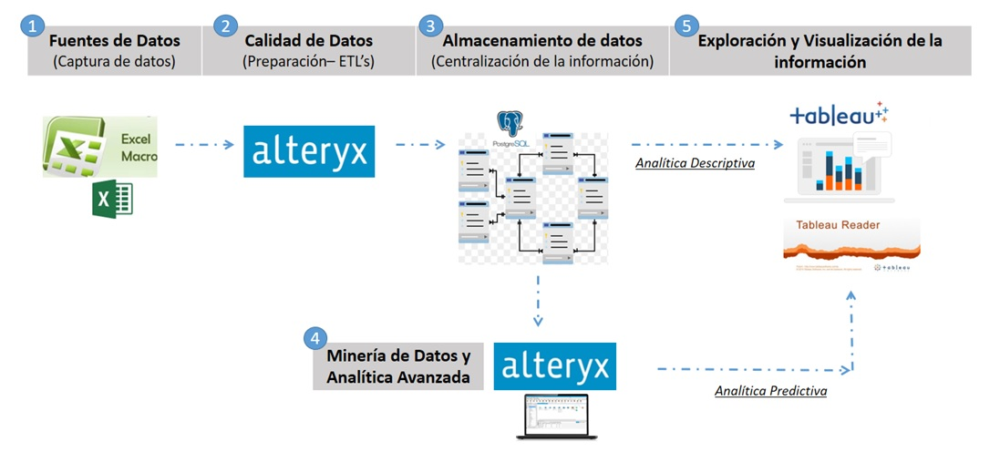 1
Fuentes de Datos
(Captura de datos)
2
Calidad de Datos
(Preparación– ETL’s)
3
Almacenamiento de datos
(Centralización de la información)
5
Exploración y Visualización de la
información
Excel
Macro
alteryx
PostgreSQL
Analítica Descriptiva
tableau
Tableau Reader
tableau
4
Minería de Datos y
Analítica Avanzada
alteryx
Analítica Predictiva